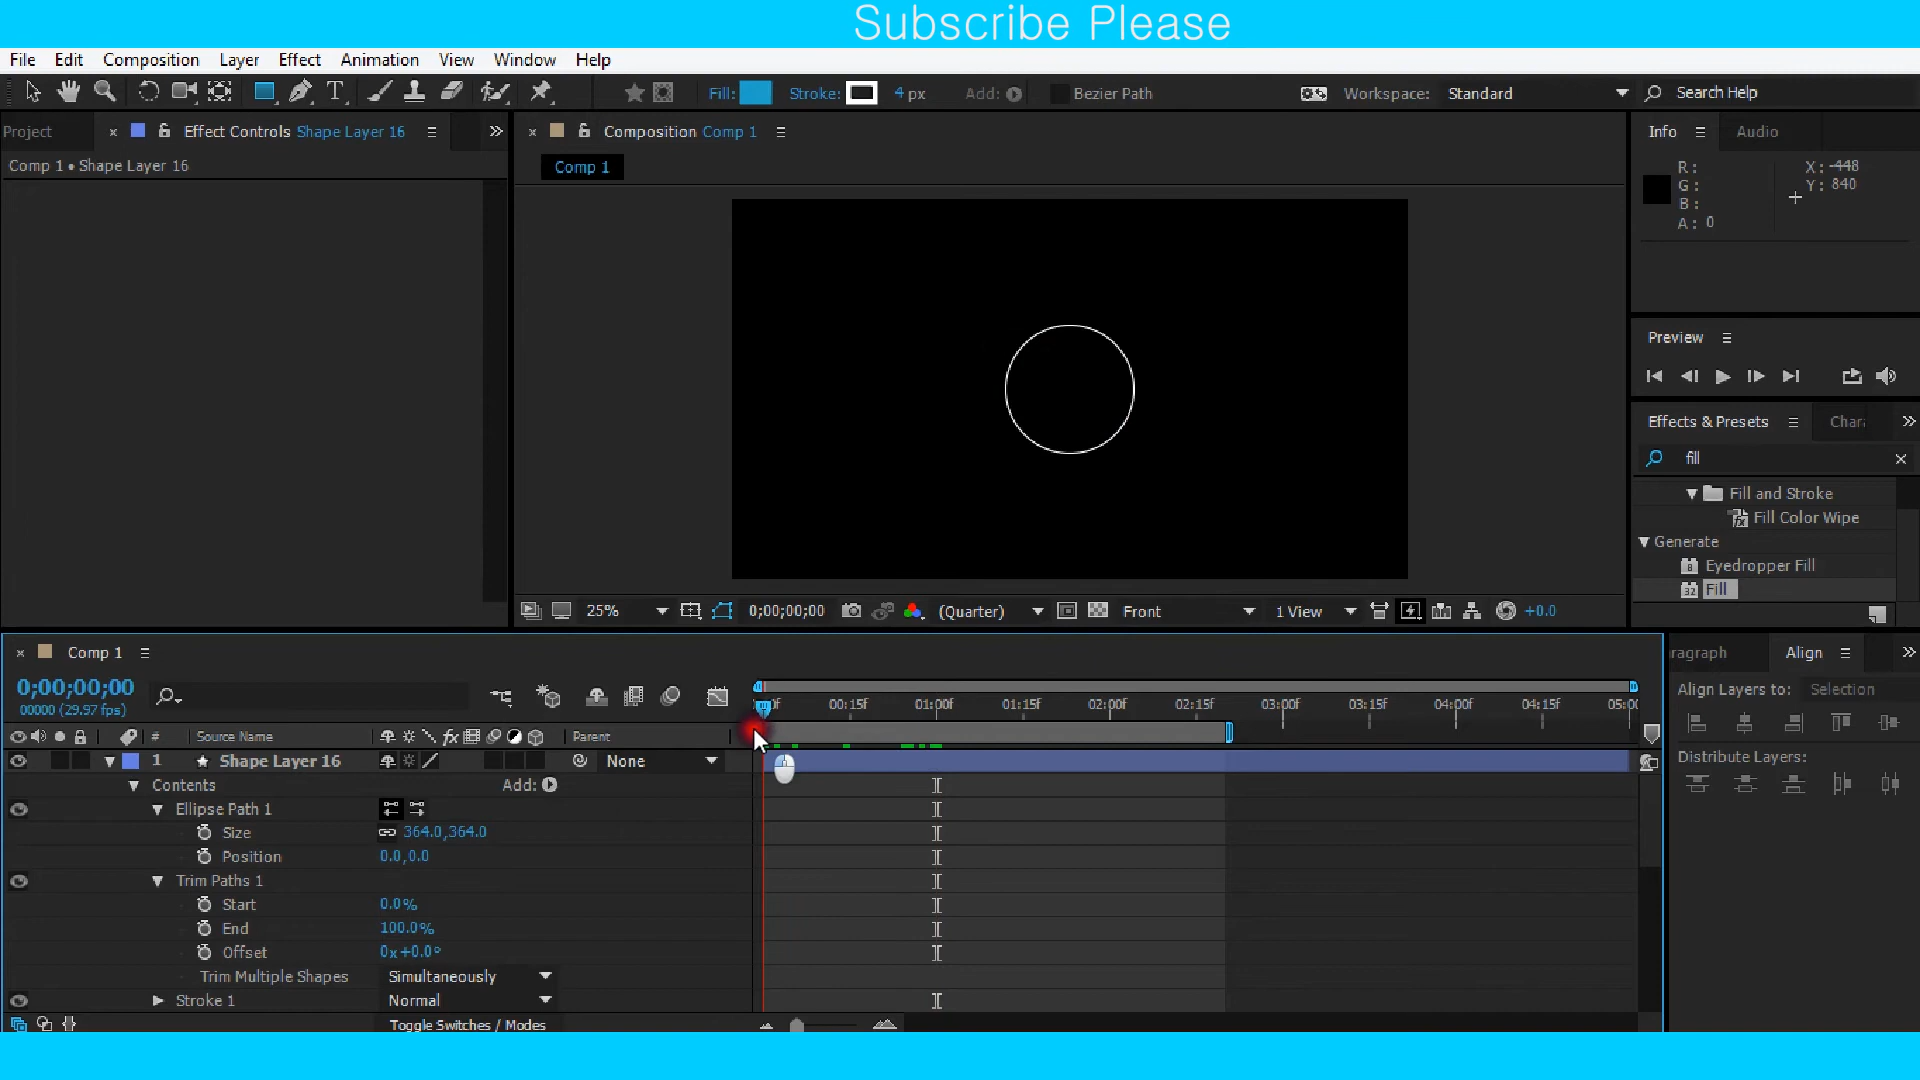 Subscribe Please
File Edit Composition Layer Effect Animation View Window Help
Fill: Stroke: 4 px Add: Bezier Path Workspace: Standard Search Help
Project Effect Controls Shape Layer 16
Comp 1 • Shape Layer 16
Composition Comp 1
Comp 1
Info Audio
R: X: -448
G: Y: 840
B:
A: 0
Preview
Effects & Presets
fill
Fill and Stroke
Fill Color Wipe
Generate
Eyedropper Fill
Fill
25% 0;00;00;00 (Quarter) Front 1 View +0.0
Comp 1
0;00;00;00
00000 (29.97 fps)
00:15f 01:00f 01:15f 02:00f 02:15f 03:00f 03:15f 04:00f 04:15f
# Source Name Parent
1 Shape Layer 16 None
Contents Add:
Ellipse Path 1
Size 364.0,364.0
Position 0.0,0.0
Trim Paths 1
Start 0.0%
End 100.0%
Offset 0x+0.0°
Trim Multiple Shapes Simultaneously
Stroke 1 Normal
Toggle Switches / Modes
Align
Align Layers to: Selection
Distribute Layers: